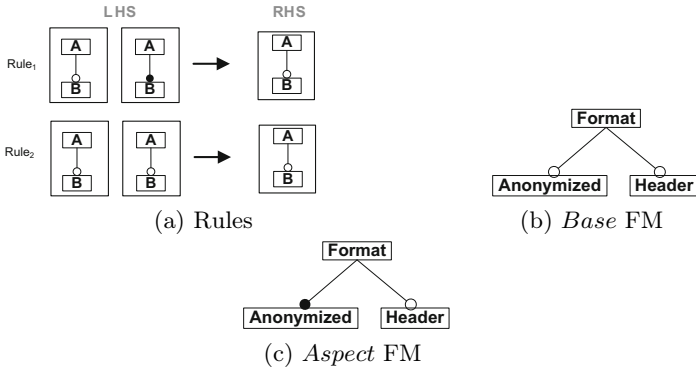 LHS RHS
Rule1
A A A
B B B
Rule2
A A A
B B B
(a) Rules
Format
Anonymized Header
(b) Base FM
Format
Anonymized Header
(c) Aspect FM